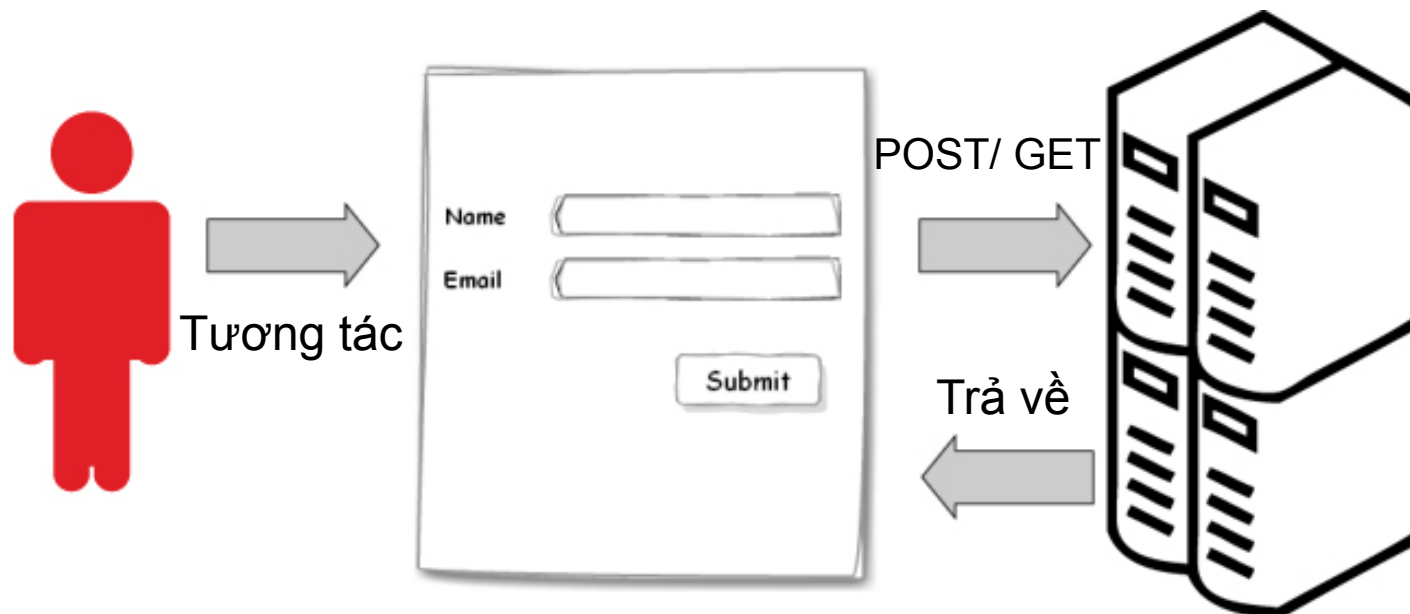 Tương tác
Name
Email
Submit
POST/ GET
Trả về